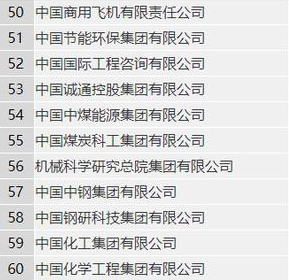 50 中国商用飞机有限责任公司
51 中国节能环保集团有限公司
52 中国国际工程咨询有限公司
53 中国诚通控股集团有限公司
54 中国中煤能源集团有限公司
55 中国煤炭科工集团有限公司
56 机械科学研究总院集团有限公司
57 中国中钢集团有限公司
58 中国钢研科技集团有限公司
59 中国化工集团有限公司
60 中国化学工程集团有限公司